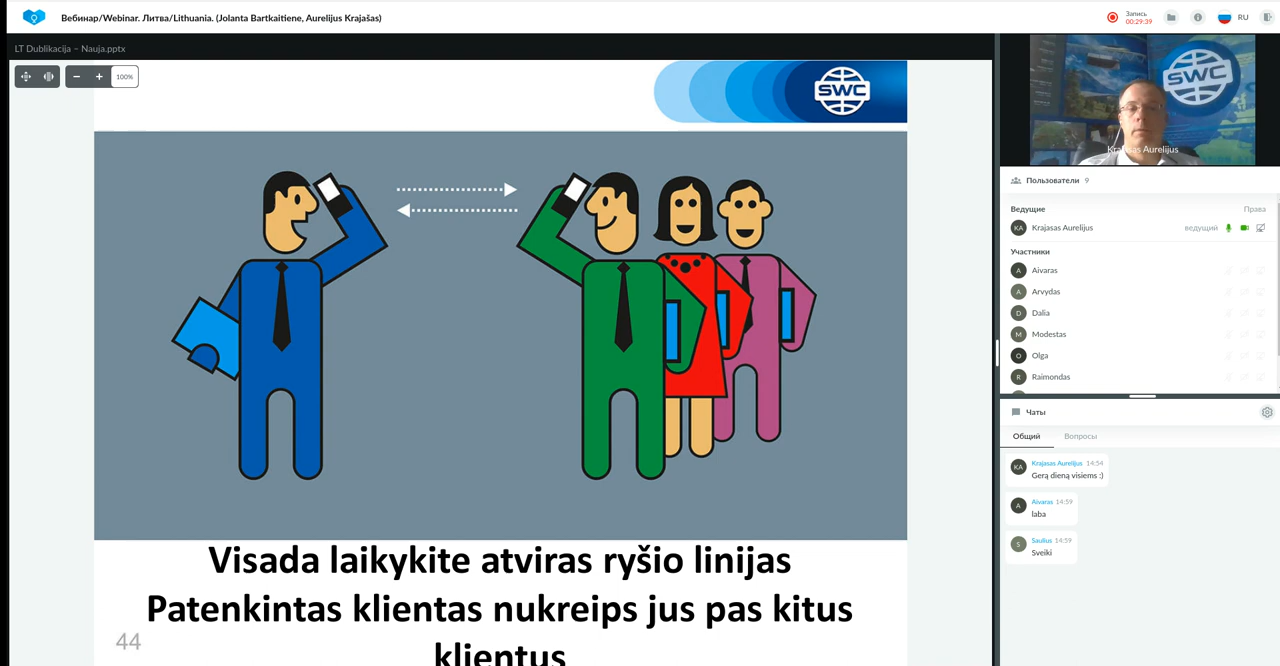 Вебинар/Webinar. Литва/Lithuania. (Jolanta Bartkaitiene, Aurelijus Krajašas)
Запись
00:29:39
RU
LT Dublikacija – Nauja.pptx
100%
SWC
SWC
Krajasas Aurelijus
Visada laikykite atviras ryšio linijas
Patenkintas klientas nukreips jus pas kitus
klientus
44
Пользователи 9
Ведущие Права
KA Krajasas Aurelijus ведущий
Участники
A Aivaras
A Arvydas
D Dalia
M Modestas
O Olga
R Raimondas
Чаты
Общий Вопросы
KA Krajasas Aurelijus 14:54
Gerą dieną visiems :)
A Aivaras 14:59
laba
S Saulius 14:59
Sveiki